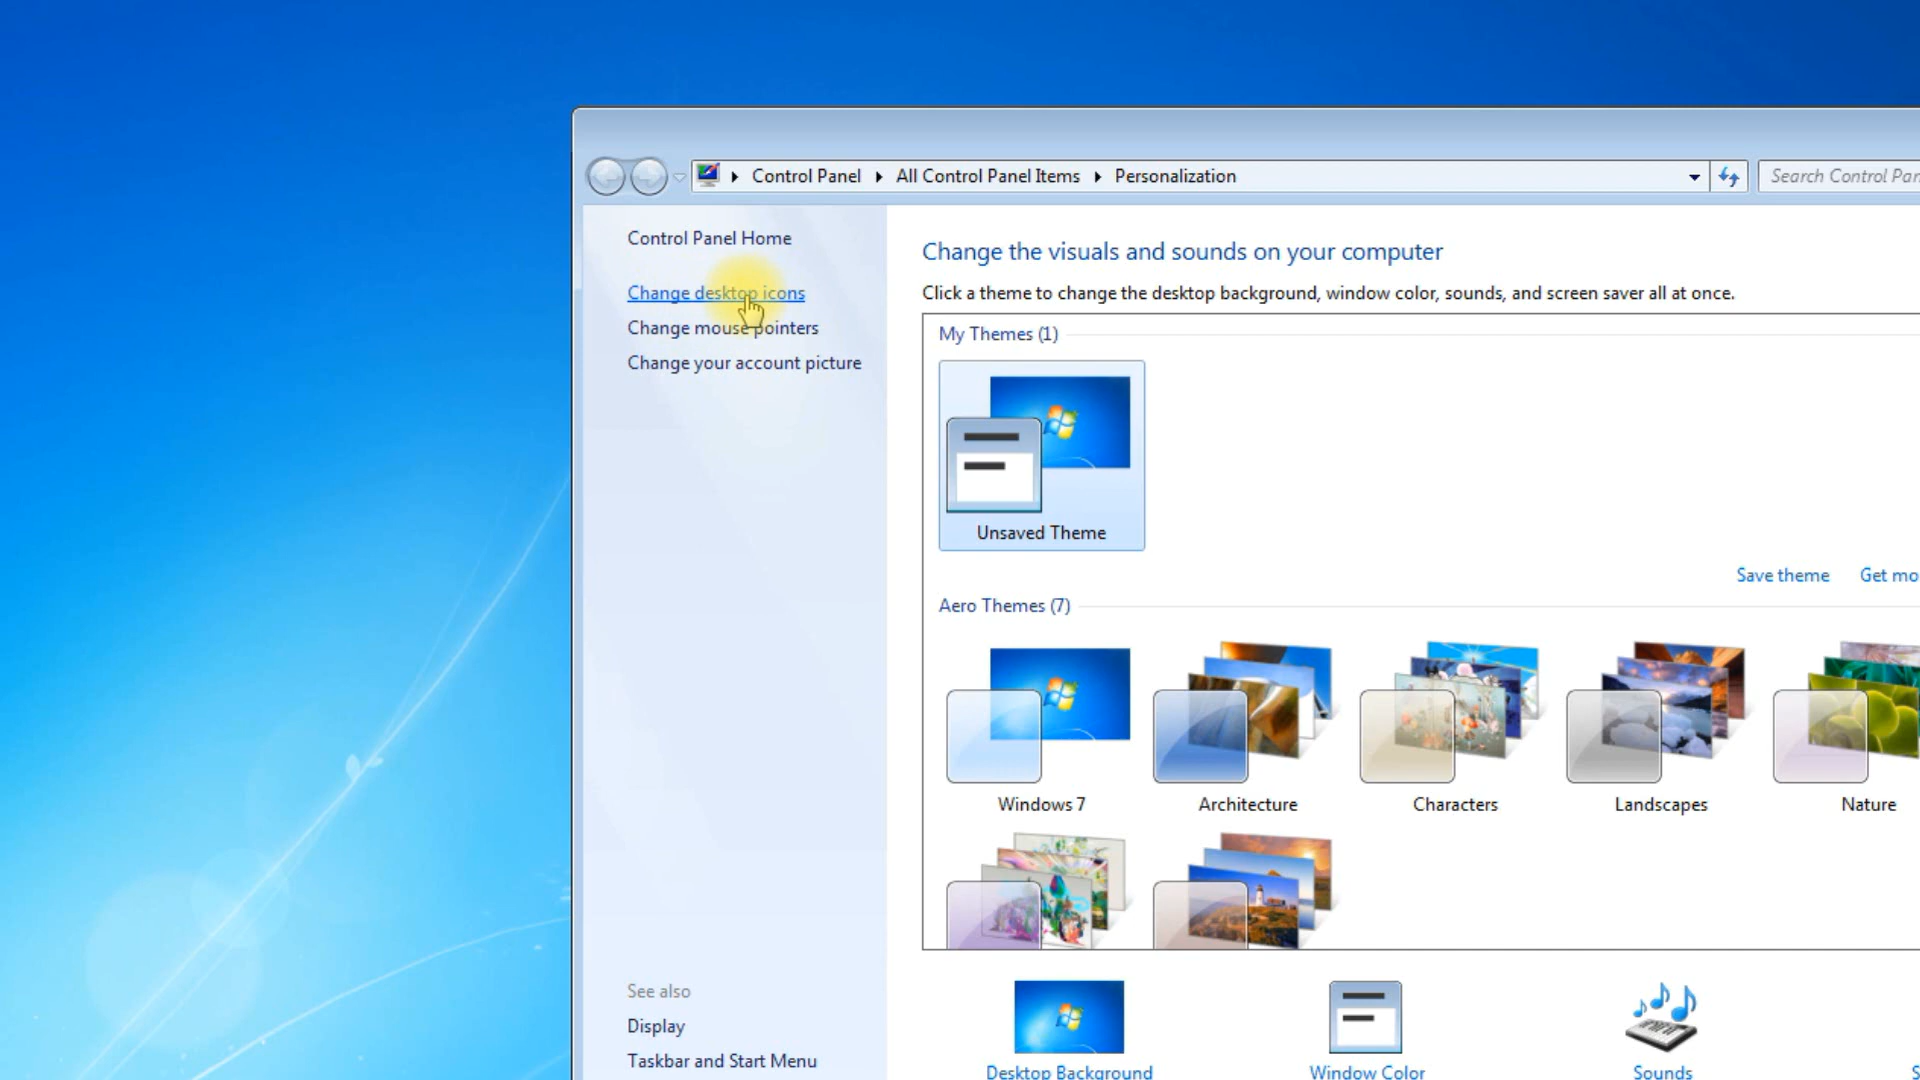 Control Panel All Control Panel Items Personalization
Search Control Pan
Control Panel Home
Change desktop icons
Change mouse pointers
Change your account picture
See also
Display
Taskbar and Start Menu
Change the visuals and sounds on your computer
Click a theme to change the desktop background, window color, sounds, and screen saver all at once.
My Themes (1)
Unsaved Theme
Save theme Get mo
Aero Themes (7)
Windows 7 Architecture Characters Landscapes Nature
Desktop Background Window Color Sounds S